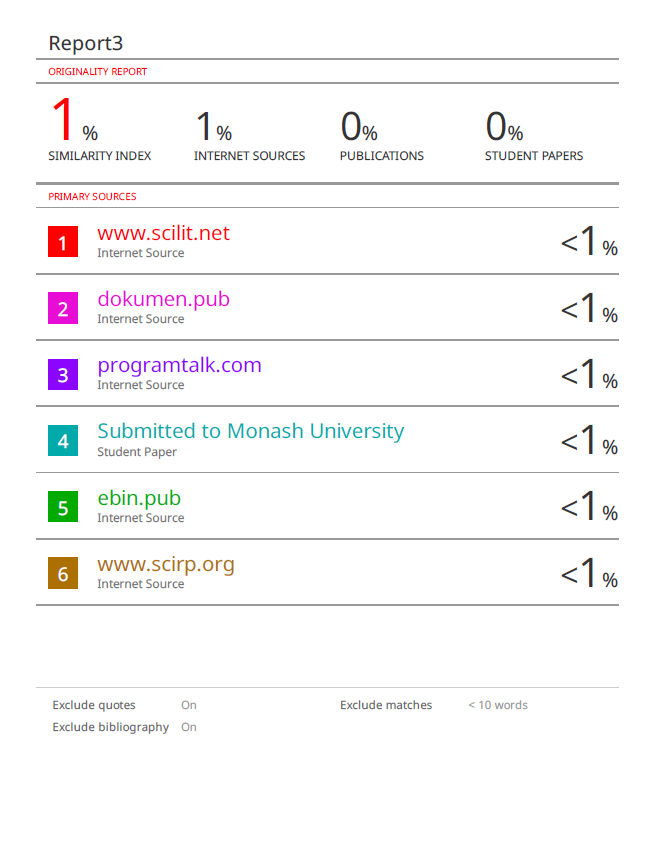 Report3
ORIGINALITY REPORT
1% 1% 0% 0%
SIMILARITY INDEX INTERNET SOURCES PUBLICATIONS STUDENT PAPERS
PRIMARY SOURCES
1 www.scilit.net <1%
Internet Source
2 dokumen.pub <1%
Internet Source
3 programtalk.com <1%
Internet Source
4 Submitted to Monash University <1%
Student Paper
5 ebin.pub <1%
Internet Source
6 www.scirp.org <1%
Internet Source
Exclude quotes On Exclude matches < 10 words
Exclude bibliography On